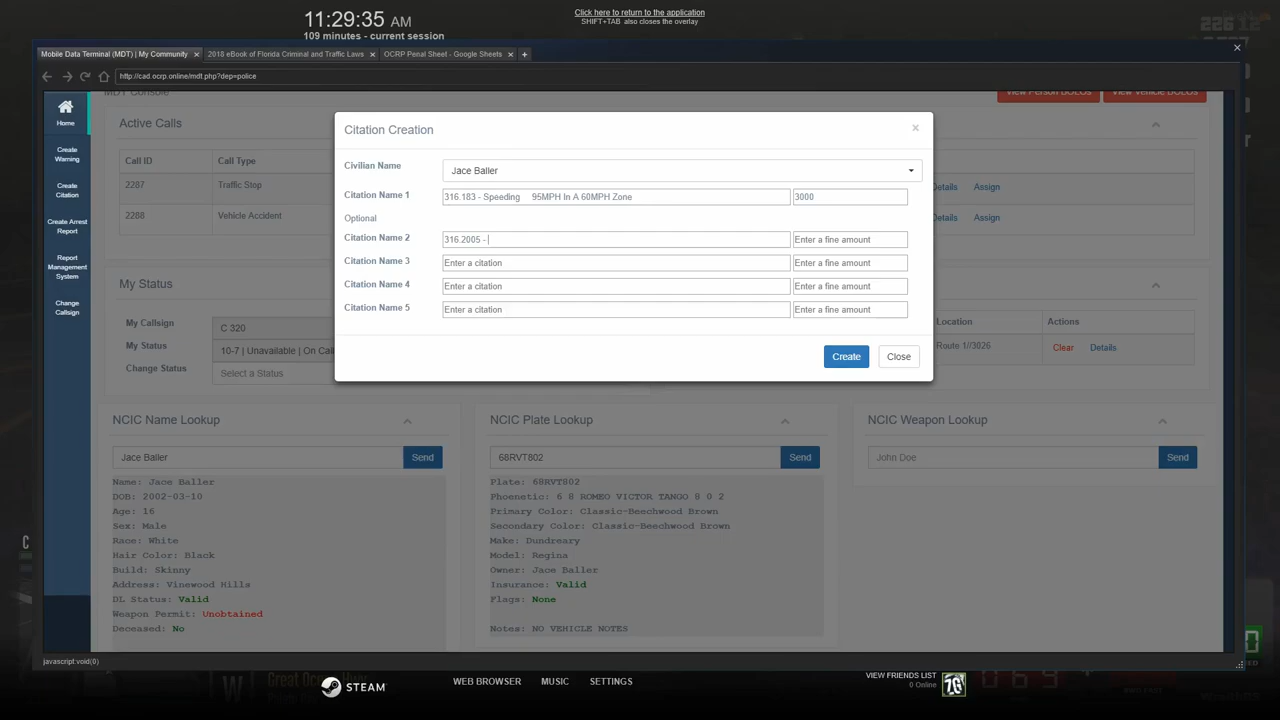 11:29:35 AM
109 minutes - current session
Click here to return to the application
SHIFT+TAB also closes the overlay
Mobile Data Terminal (MDT) | My Community ×
2018 eBook of Florida Criminal and Traffic Laws ×
OCRP Penal Sheet - Google Sheets × +
http://cad.ocrp.online/mdt.php?dep=police
Home
Create Warning
Create Citation
Create Arrest Report
Report Management System
Change Callsign
MDT Console
View Person BOLOs
View Vehicle BOLOs
Active Calls
Call ID Call Type
2287 Traffic Stop
2288 Vehicle Accident
Details Assign
Details Assign
Citation Creation ×
Civilian Name Jace Baller
Citation Name 1 316.183 - Speeding 95MPH In A 60MPH Zone 3000
Optional
Citation Name 2 316.2005 - Enter a fine amount
Citation Name 3 Enter a citation Enter a fine amount
Citation Name 4 Enter a citation Enter a fine amount
Citation Name 5 Enter a citation Enter a fine amount
Create Close
My Status
My Callsign C 320
My Status 10-7 | Unavailable | On Call
Change Status Select a Status
Location Actions
Route 1//3026 Clear Details
NCIC Name Lookup
Jace Baller Send
Name: Jace Baller
DOB: 2002-03-10
Age: 16
Sex: Male
Race: White
Hair Color: Black
Build: Skinny
Address: Vinewood Hills
DL Status: Valid
Weapon Permit: Unobtained
Deceased: No
NCIC Plate Lookup
68RVT802 Send
Plate: 68RVT802
Phoenetic: 6 8 ROMEO VICTOR TANGO 8 0 2
Primary Color: Classic-Beechwood Brown
Secondary Color: Classic-Beechwood Brown
Make: Dundreary
Model: Regina
Owner: Jace Baller
Insurance: Valid
Flags: None
Notes: NO VEHICLE NOTES
NCIC Weapon Lookup
John Doe Send
javascript:void(0)
STEAM
WEB BROWSER MUSIC SETTINGS
VIEW FRIENDS LIST
0 Online